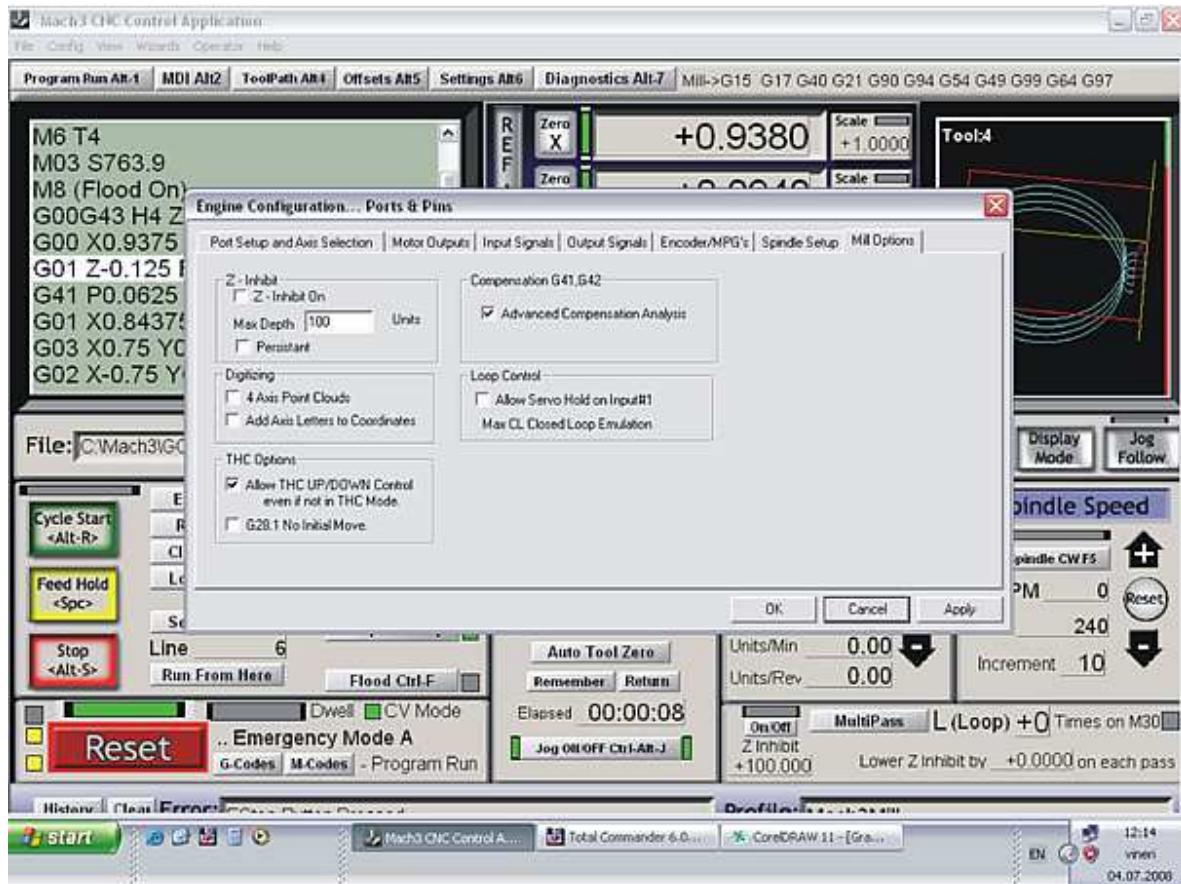 Mach3 CNC Control Application
File Config View Wizards Operator Help
Program Run Alt-1 MDI Alt2 ToolPath Alt4 Offsets Alt5 Settings Alt6 Diagnostics Alt-7 Mill->G15 G17 G40 G21 G90 G94 G54 G49 G99 G64 G97
M6 T4
M03 S763.9
M8 (Flood On)
G00G43 H4 Z
G00 X0.9375
G01 Z-0.125
G41 P0.0625
G01 X0.84375
G03 X0.75 Y0
G02 X-0.75 Y
REF
Zero X +0.9380 Scale +1.0000
Zero Scale
Tool:4
Engine Configuration... Ports & Pins
Port Setup and Axis Selection Motor Outputs Input Signals Output Signals Encoder/MPG's Spindle Setup Mill Options
Z - Inhibit
Z - Inhibit On
Max Depth 100 Units
Persistant
Digitizing
4 Axis Point Clouds
Add Axis Letters to Coordinates
THC Options
Allow THC UP/DOWN Control
even if not in THC Mode.
G28.1 No Initial Move.
Compensation G41,G42
Advanced Compensation Analysis
Loop Control
Allow Servo Hold on Input#1
Max CL Closed Loop Emulation
OK Cancel Apply
File: C:\Mach3\GC
Display Mode
Jog Follow
Cycle Start
<Alt-R>
Feed Hold
<Spc>
Stop
<Alt-S>
Line 6
Run From Here
Flood Ctrl-F
Auto Tool Zero
Remember Return
Elapsed 00:00:08
Jog ON/OFF Ctrl-Alt-J
Units/Min 0.00
Units/Rev 0.00
pindle Speed
pindle CW F5
PM 0
Reset
240
Increment 10
Dwell CV Mode
Reset
.. Emergency Mode A
G-Codes M-Codes - Program Run
On/Off
Z Inhibit
+100.000
MultiPass L (Loop) +0 Times on M30
Lower Z Inhibit by +0.0000 on each pass
History Clear Error:
Profile:
start
Mach3 CNC Control A...
Total Commander 6.0...
CorelDRAW 11 - [Gra...
EN
12:14
vinen
04.07.2008